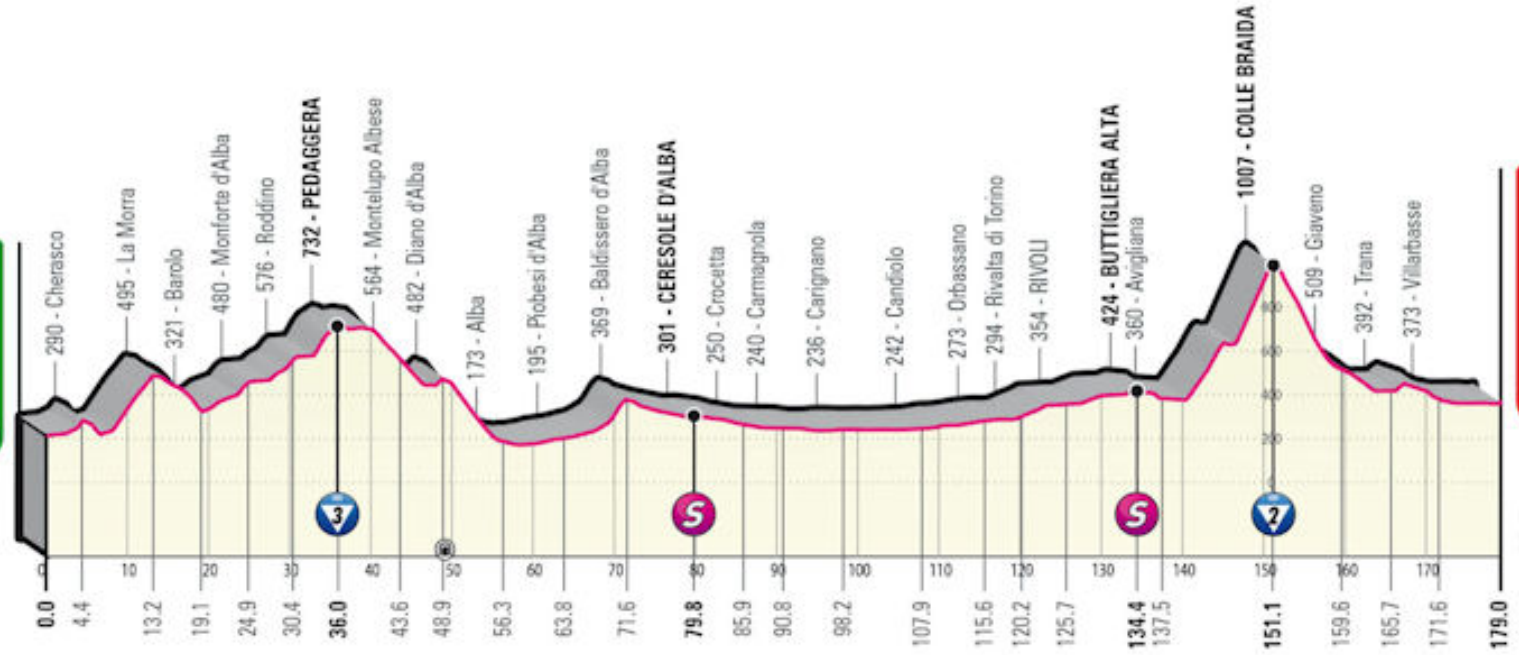 290 - Cherasco
495 - La Morra
321 - Barolo
480 - Monforte d'Alba
576 - Roddino
732 - PEDAGGERA
564 - Montelupo Albese
482 - Diano d'Alba
173 - Alba
195 - Piobesi d'Alba
369 - Baldissero d'Alba
301 - CERESOLE D'ALBA
250 - Crocetta
240 - Carmagnola
236 - Carignano
242 - Candiolo
273 - Orbassano
294 - Rivalta di Torino
354 - RIVOLI
424 - BUTTIGLIERA ALTA
360 - Avigliana
1007 - COLLE BRAIDA
509 - Giaveno
392 - Trana
373 - Villarbasse
800
600
400
200
0
3
S
S
2
0 10 20 30 40 50 60 70 80 90 100 110 120 130 140 150 160 170
0.0 4.4 13.2 19.1 24.9 30.4 36.0 43.6 48.9 56.3 63.8 71.6 79.8 85.9 90.8 98.2 107.9 115.6 120.2 125.7 134.4 137.5 151.1 159.6 165.7 171.6 179.0